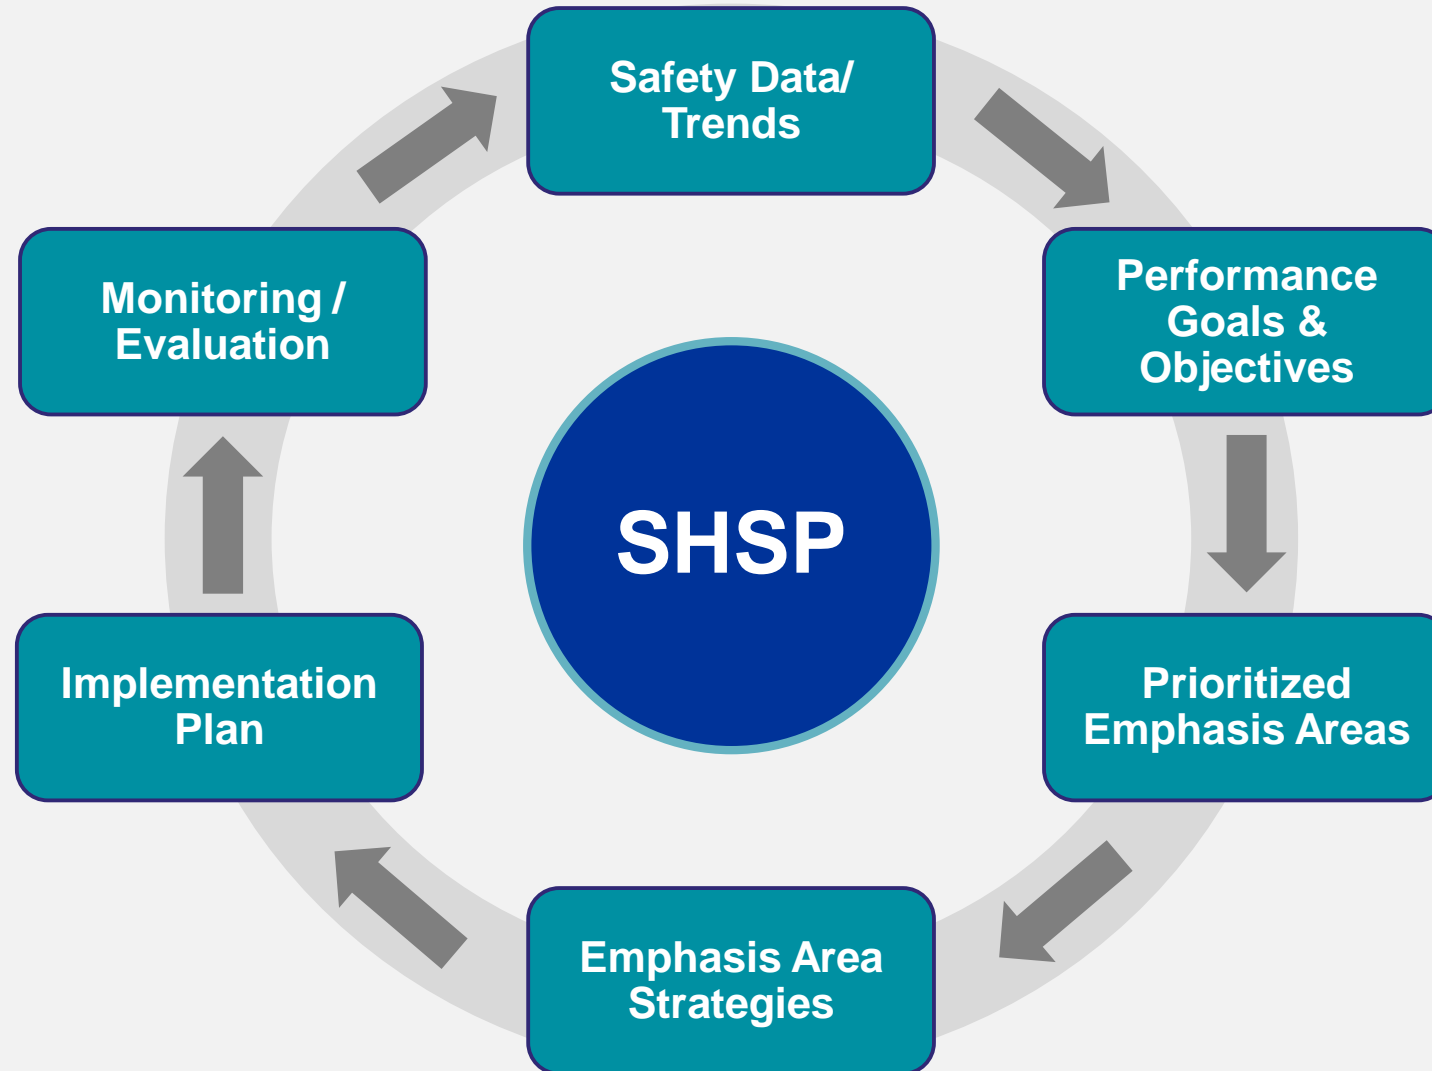 Safety Data/
Trends
Performance
Goals &
Objectives
Prioritized
Emphasis Areas
Emphasis Area
Strategies
Implementation
Plan
Monitoring /
Evaluation
SHSP